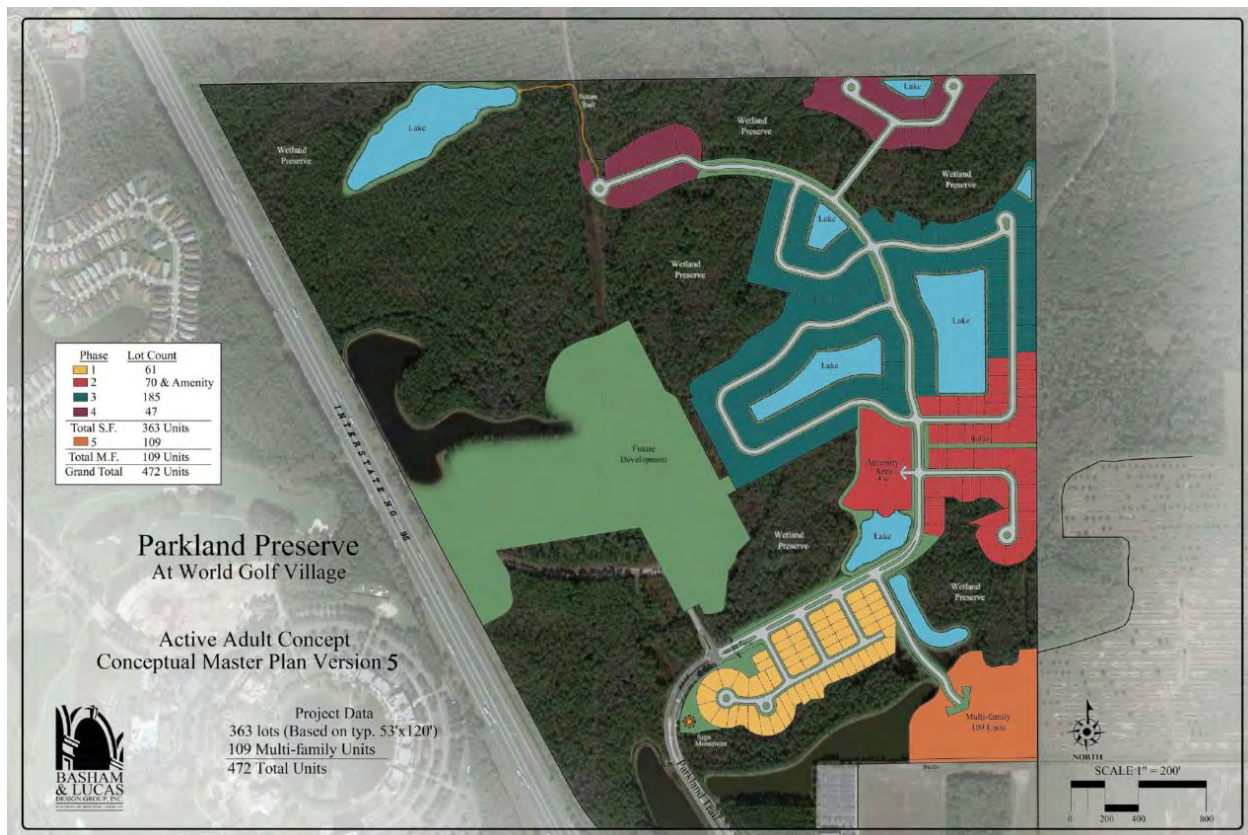 Phase Lot Count
1 61
2 70 & Amenity
3 185
4 47
Total S.F. 363 Units
5 109
Total M.F. 109 Units
Grand Total 472 Units
Parkland Preserve
At World Golf Village
Active Adult Concept
Conceptual Master Plan Version 5
Project Data
363 lots (Based on typ. 53'x120')
109 Multi-family Units
472 Total Units
BASHAM
& LUCAS
DESIGN GROUP, INC.
Lake
Nature
Trail
Wetland
Preserve
Wetland
Preserve
Lake
Wetland
Preserve
Lake
Wetland
Preserve
Lake
Lake
INTERSTATE NO. 95
Future
Development
Amenity
Area
Buffer
Wetland
Preserve
Lake
Wetland
Preserve
Sign
Monument
Parkland Trail
Multi-family
109 Units
NORTH
SCALE 1" = 200'
0 200 400 800